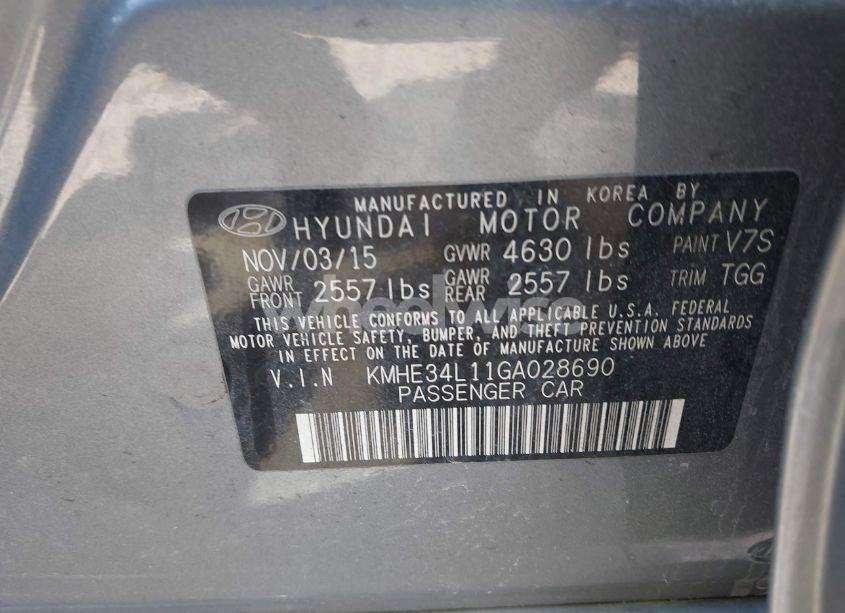 MANUFACTURED IN KOREA BY
HYUNDAI MOTOR COMPANY
NOV/03/15 GVWR 4630 lbs PAINT V7S
GAWR FRONT 2557 lbs GAWR REAR 2557 lbs TRIM TGG
THIS VEHICLE CONFORMS TO ALL APPLICABLE U.S.A. FEDERAL
MOTOR VEHICLE SAFETY, BUMPER, AND THEFT PREVENTION STANDARDS
IN EFFECT ON THE DATE OF MANUFACTURE SHOWN ABOVE
V.I.N KMHE34L11GA028690
PASSENGER CAR
wheelwise